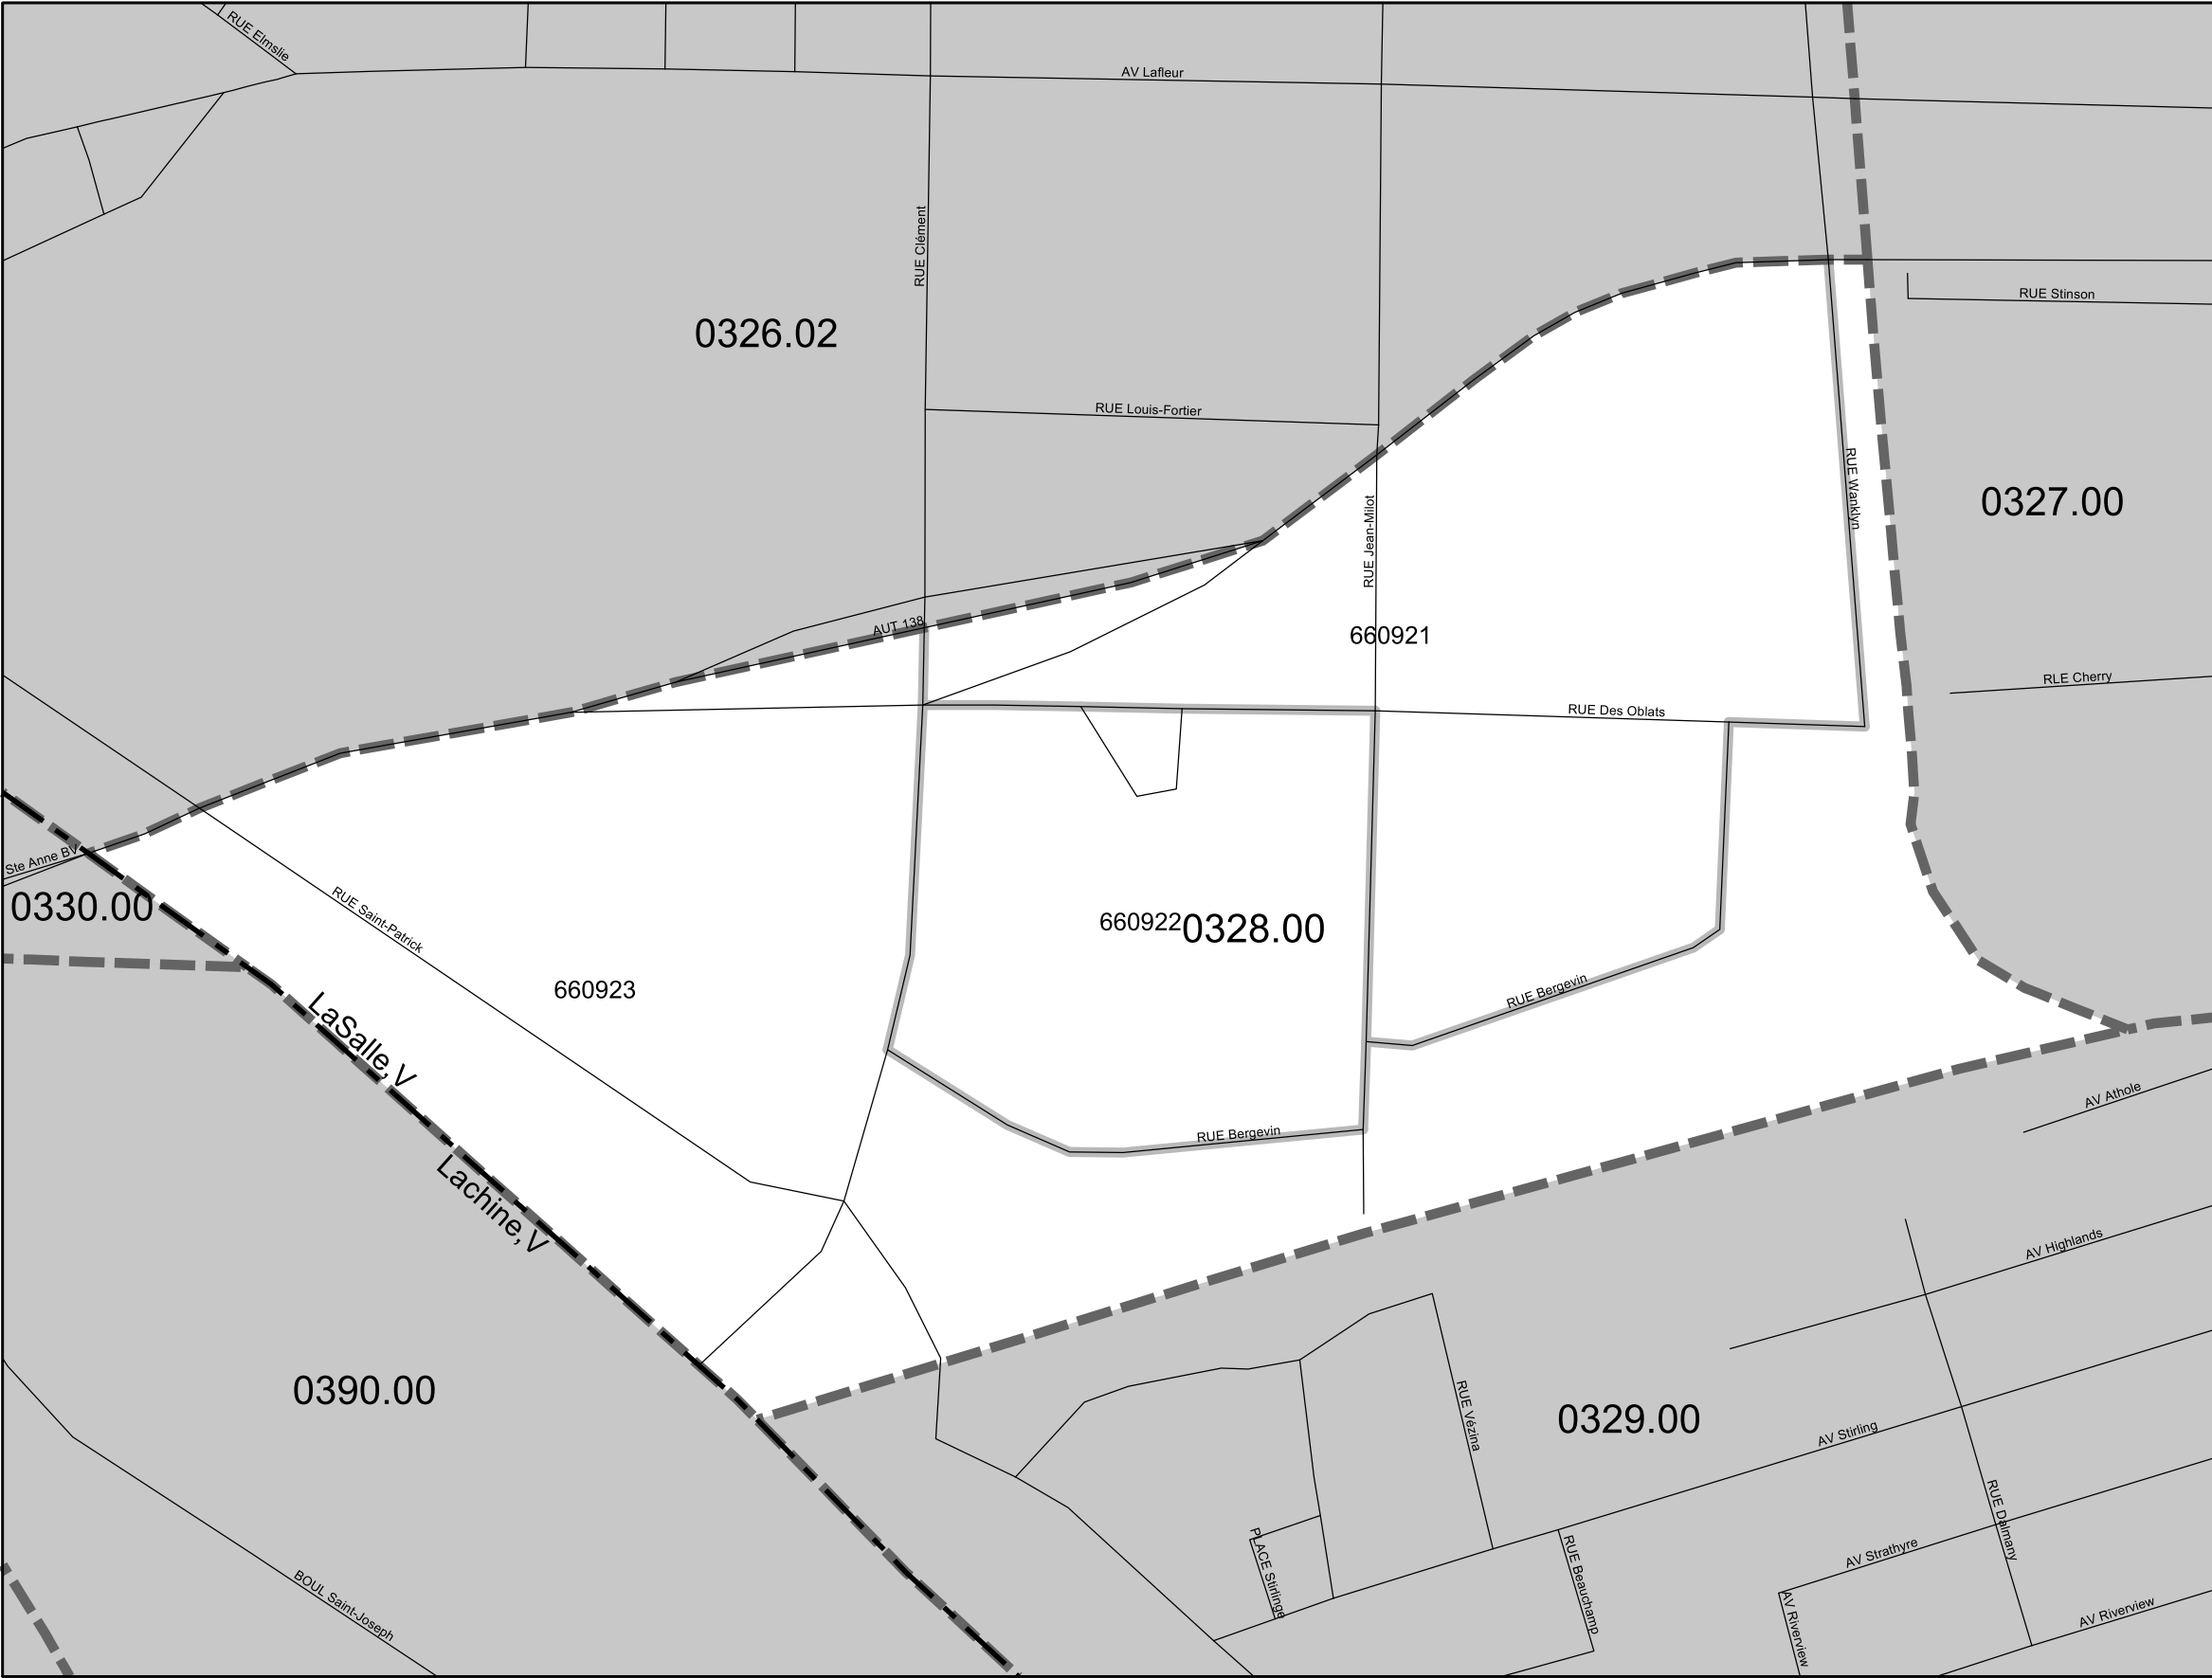 RUE Elmslie
AV Lafleur
RUE Clément
RUE Stinson
0326.02
RUE Louis-Fortier
0327.00
RUE Wanklyn
RUE Jean-Milot
AUT 138
660921
RLE Cherry
RUE Des Oblats
Ste Anne BV
0330.00
RUE Saint-Patrick
660922
0328.00
660923
RUE Bergevin
LaSalle, V
AV Athole
RUE Bergevin
Lachine, V
AV Highlands
0390.00
RUE Vézina
0329.00
AV Stirling
RUE Dalmany
PLACE Stirlinge
RUE Beauchamp
AV Strathyre
BOUL Saint-Joseph
AV Riverview
AV Riverview